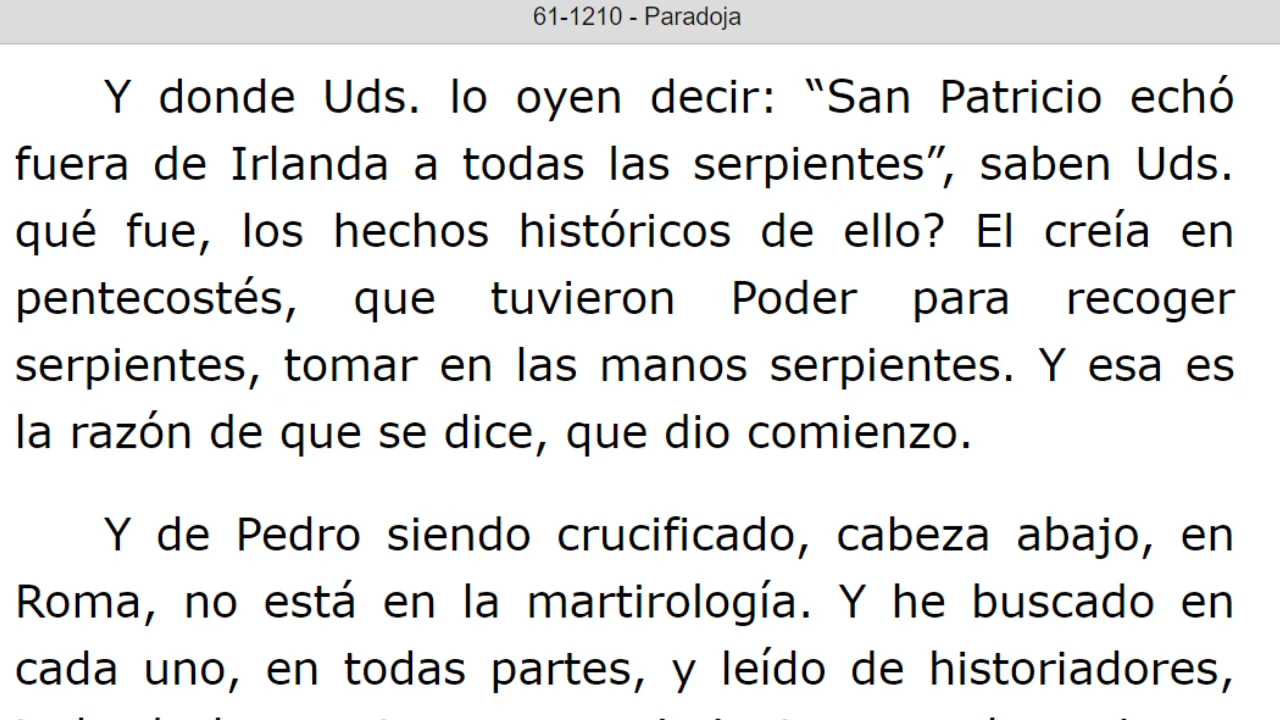 61-1210 - Paradoja
Y donde Uds. lo oyen decir: “San Patricio echó
fuera de Irlanda a todas las serpientes”, saben Uds.
qué fue, los hechos históricos de ello? El creía en
pentecostés, que tuvieron Poder para recoger
serpientes, tomar en las manos serpientes. Y esa es
la razón de que se dice, que dio comienzo.
Y de Pedro siendo crucificado, cabeza abajo, en
Roma, no está en la martirología. Y he buscado en
cada uno, en todas partes, y leído de historiadores,